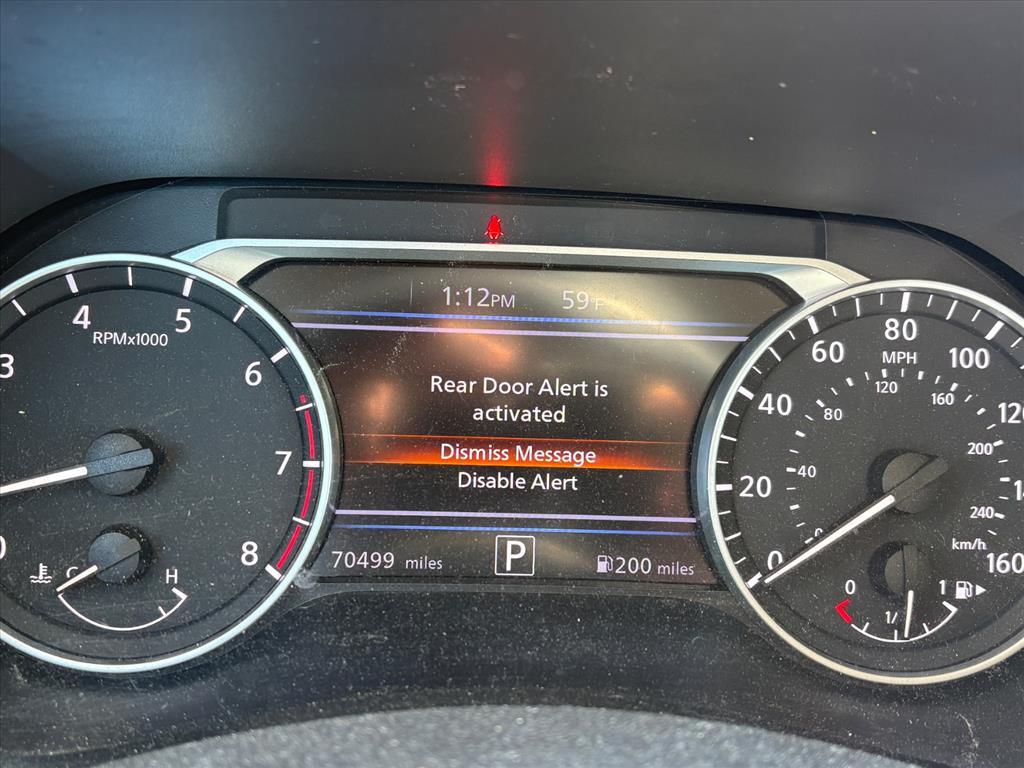 1:12PM 59°F
Rear Door Alert is
activated
Dismiss Message
Disable Alert
70499 miles P 200 miles
3 4 5 6 7 8
RPMx1000
C H
0 20 40 60 80 100 160
MPH
0 40 80 120 160 200 240
km/h
0 1/ 1